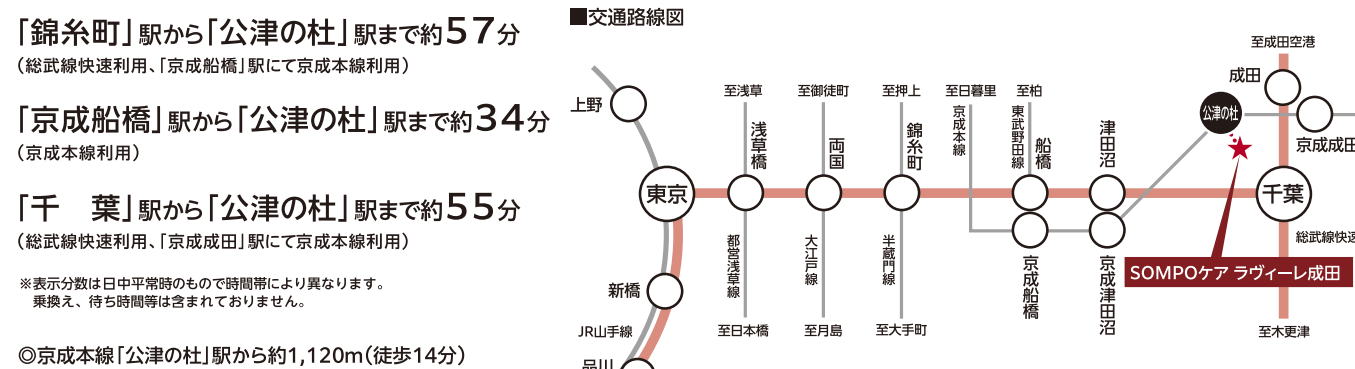 「錦糸町」駅から「公津の杜」駅まで約57分
（総武線快速利用、「京成船橋」駅にて京成本線利用）
「京成船橋」駅から「公津の杜」駅まで約34分
（京成本線利用）
「千　葉」駅から「公津の杜」駅まで約55分
（総武線快速利用、「京成成田」駅にて京成本線利用）
※表示分数は日中平常時のもので時間帯により異なります。
乗換え、待ち時間等は含まれておりません。
◎京成本線「公津の杜」駅から約1,120m（徒歩14分）
■交通路線図
至成田空港
成田
上野
至浅草
至御徒町
至押上
至日暮里
至柏
公津の杜
京成成田
浅草橋
両国
錦糸町
京成本線
東武野田線
船橋
津田沼
東京
千葉
都営浅草線
大江戸線
半蔵門線
総武線快速
京成船橋
京成津田沼
SOMPOケア ラヴィーレ成田
新橋
JR山手線
至日本橋
至月島
至大手町
至木更津
品川